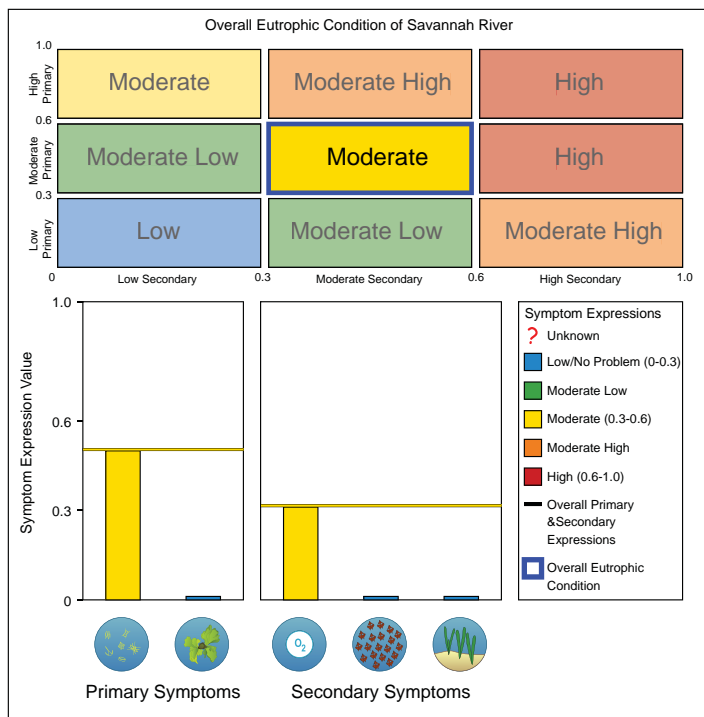 Overall Eutrophic Condition of Savannah River
1.0
High
Primary
Moderate
Moderate High
High
0.6
Moderate
Primary
Moderate Low
Moderate
High
0.3
Low
Primary
Low
Moderate Low
Moderate High
0
Low Secondary
0.3
Moderate Secondary
0.6
High Secondary
1.0
Symptom Expression Value
1.0
0.6
0.3
0
O2
Primary Symptoms
Secondary Symptoms
Symptom Expressions
? Unknown
Low/No Problem (0-0.3)
Moderate Low
Moderate (0.3-0.6)
Moderate High
High (0.6-1.0)
Overall Primary
&Secondary
Expressions
Overall Eutrophic
Condition